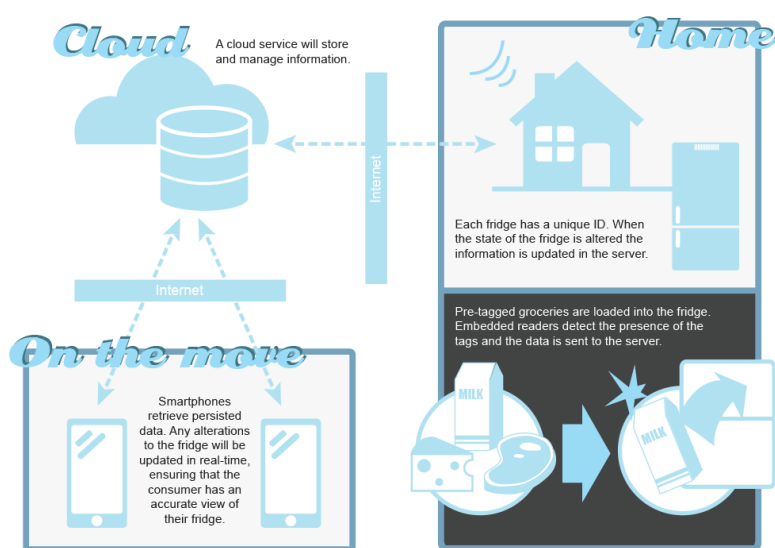 Cloud
A cloud service will store
and manage information.
Home
Internet
Each fridge has a unique ID. When
the state of the fridge is altered the
information is updated in the server.
Internet
Pre-tagged groceries are loaded into the fridge.
Embedded readers detect the presence of the
tags and the data is sent to the server.
On the move
Smartphones
retrieve persisted
data. Any alterations
to the fridge will be
updated in real-time,
ensuring that the
consumer has an
accurate view of
their fridge.
MILK
MILK